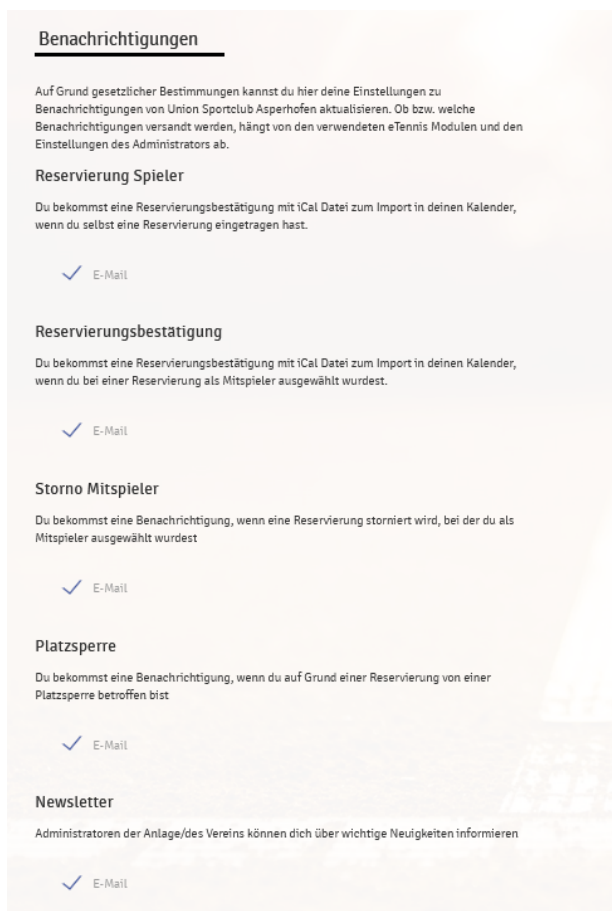 Benachrichtigungen
Auf Grund gesetzlicher Bestimmungen kannst du hier deine Einstellungen zu
Benachrichtigungen von Union Sportclub Asperhofen aktualisieren. Ob bzw. welche
Benachrichtigungen versandt werden, hängt von den verwendeten eTennis Modulen und den
Einstellungen des Administrators ab.
Reservierung Spieler
Du bekommst eine Reservierungsbestätigung mit iCal Datei zum Import in deinen Kalender,
wenn du selbst eine Reservierung eingetragen hast.
E-Mail
Reservierungsbestätigung
Du bekommst eine Reservierungsbestätigung mit iCal Datei zum Import in deinen Kalender,
wenn du bei einer Reservierung als Mitspieler ausgewählt wurdest.
E-Mail
Storno Mitspieler
Du bekommst eine Benachrichtigung, wenn eine Reservierung storniert wird, bei der du als
Mitspieler ausgewählt wurdest
E-Mail
Platzsperre
Du bekommst eine Benachrichtigung, wenn du auf Grund einer Reservierung von einer
Platzsperre betroffen bist
E-Mail
Newsletter
Administratoren der Anlage/des Vereins können dich über wichtige Neuigkeiten informieren
E-Mail